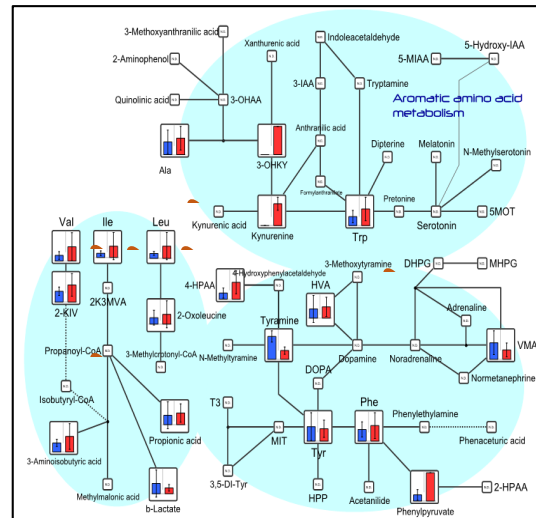 3-Methoxyanthranilic acid
Xanthurenic acid
Indoleacetaldehyde
5-Hydroxy-IAA
5-MIAA
2-Aminophenol
3-IAA
Tryptamine
Quinolinic acid
3-OHAA
Aromatic amino acid
metabolism
Anthranilic acid
Melatonin
Dipterine
N-Methylserotonin
Ala
3-OHKY
Formylanthranilate
Pretonine
Kynurenic acid
Kynurenine
Trp
Serotonin
5MOT
Val
Ile
Leu
4-Hydroxyphenylacetaldehyde
3-Methoxytyramine
DHPG
MHPG
4-HPAA
HVA
2-KIV
2K3MVA
2-Oxoleucine
Adrenaline
Tyramine
VMA
Propanoyl-CoA
3-Methylcrptonyl-CoA
N-Methyltyramine
Dopamine
Noradrenaline
Normetanephrine
DOPA
Isobutyryl-CoA
T3
Phe
Phenylethylamine
Propionic acid
MIT
Tyr
Phenaceturic acid
3-Aminoisobutyric acid
3,5-DI-Tyr
HPP
Acetanilide
2-HPAA
Phenylpyruvate
Methylmalonic acid
b-Lactate